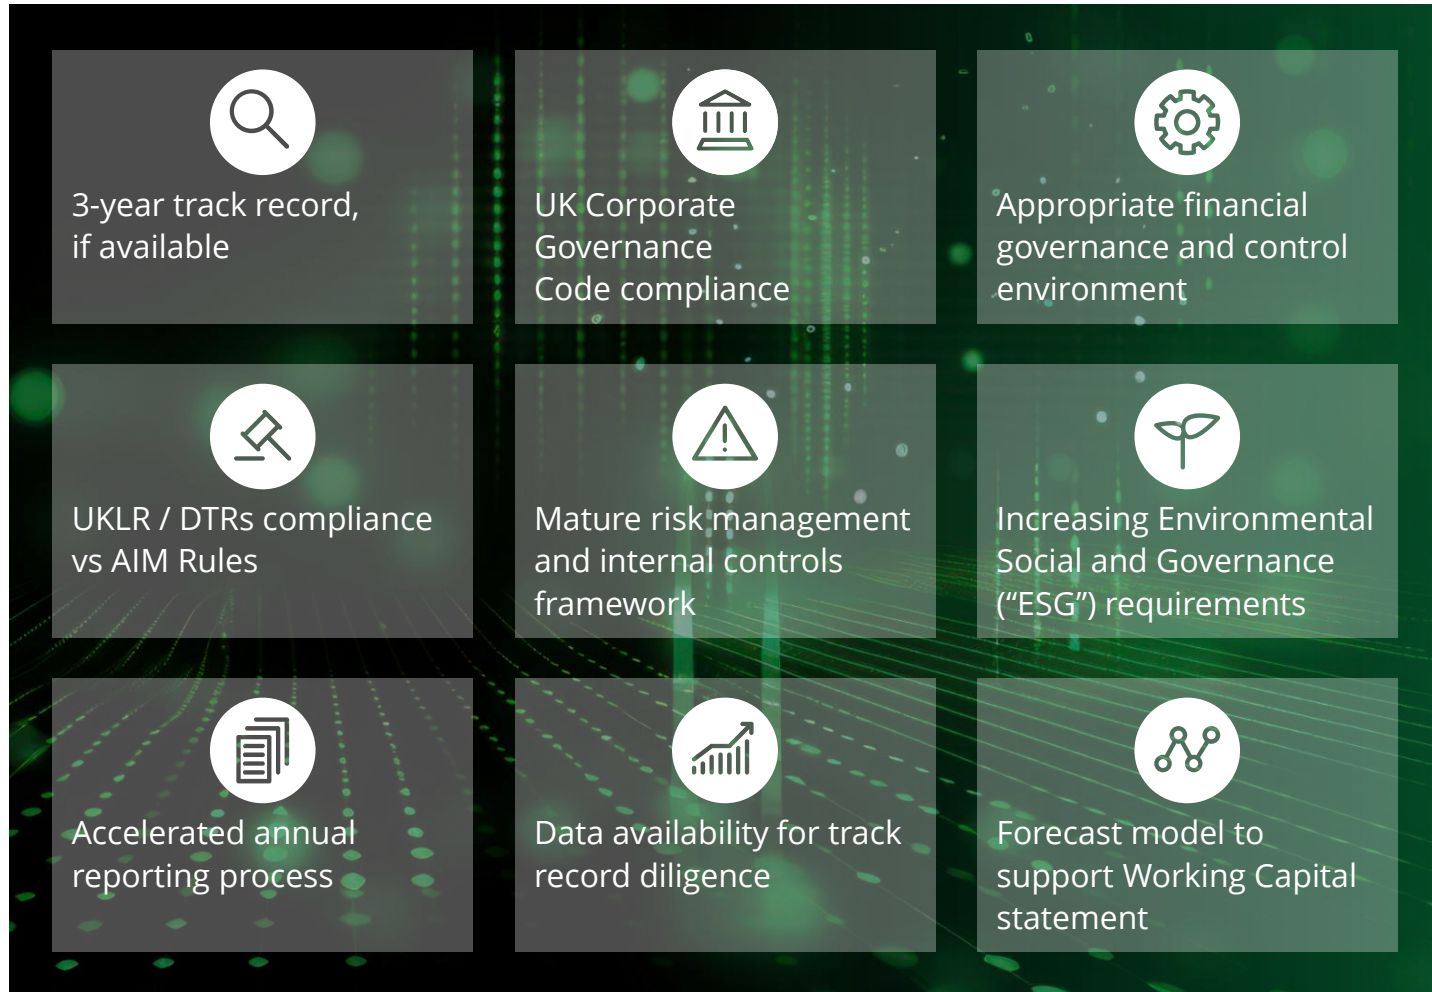 3-year track record,
if available
UK Corporate
Governance
Code compliance
Appropriate financial
governance and control
environment
UKLR / DTRs compliance
vs AIM Rules
Mature risk management
and internal controls
framework
Increasing Environmental
Social and Governance
(“ESG”) requirements
Accelerated annual
reporting process
Data availability for track
record diligence
Forecast model to
support Working Capital
statement